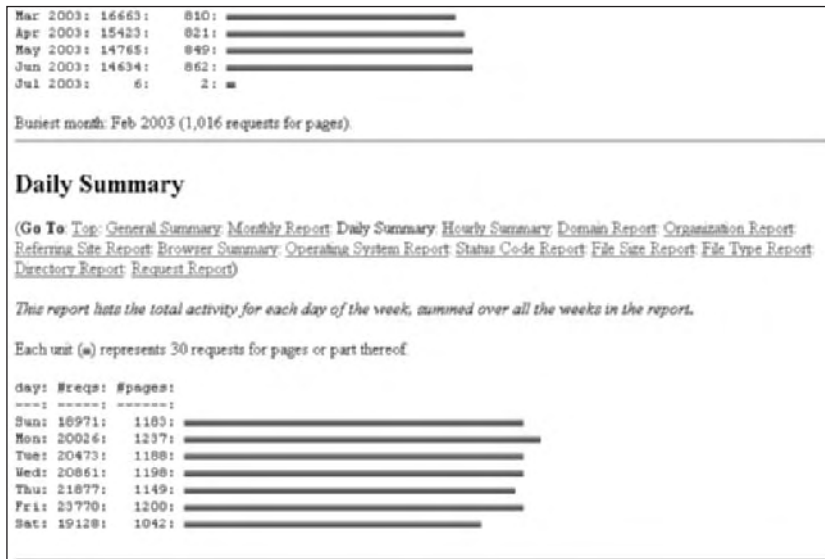 Mar 2003: 16663: 810:
Apr 2003: 15423: 821:
May 2003: 14765: 849:
Jun 2003: 14634: 862:
Jul 2003: 6: 2:
Busiest month: Feb 2003 (1,016 requests for pages).
Daily Summary
(Go To: Top: General Summary: Monthly Report: Daily Summary: Hourly Summary: Domain Report: Organization Report:
Referring Site Report: Browser Summary: Operating System Report: Status Code Report: File Size Report: File Type Report:
Directory Report: Request Report)
This report lists the total activity for each day of the week, summed over all the weeks in the report.
Each unit (▬) represents 30 requests for pages or part thereof.
day: #reqs: #pages:
---: -----: ------:
Sun: 18971: 1183:
Mon: 20026: 1237:
Tue: 20473: 1188:
Wed: 20861: 1198:
Thu: 21877: 1149:
Fri: 23770: 1200:
Sat: 19128: 1042: